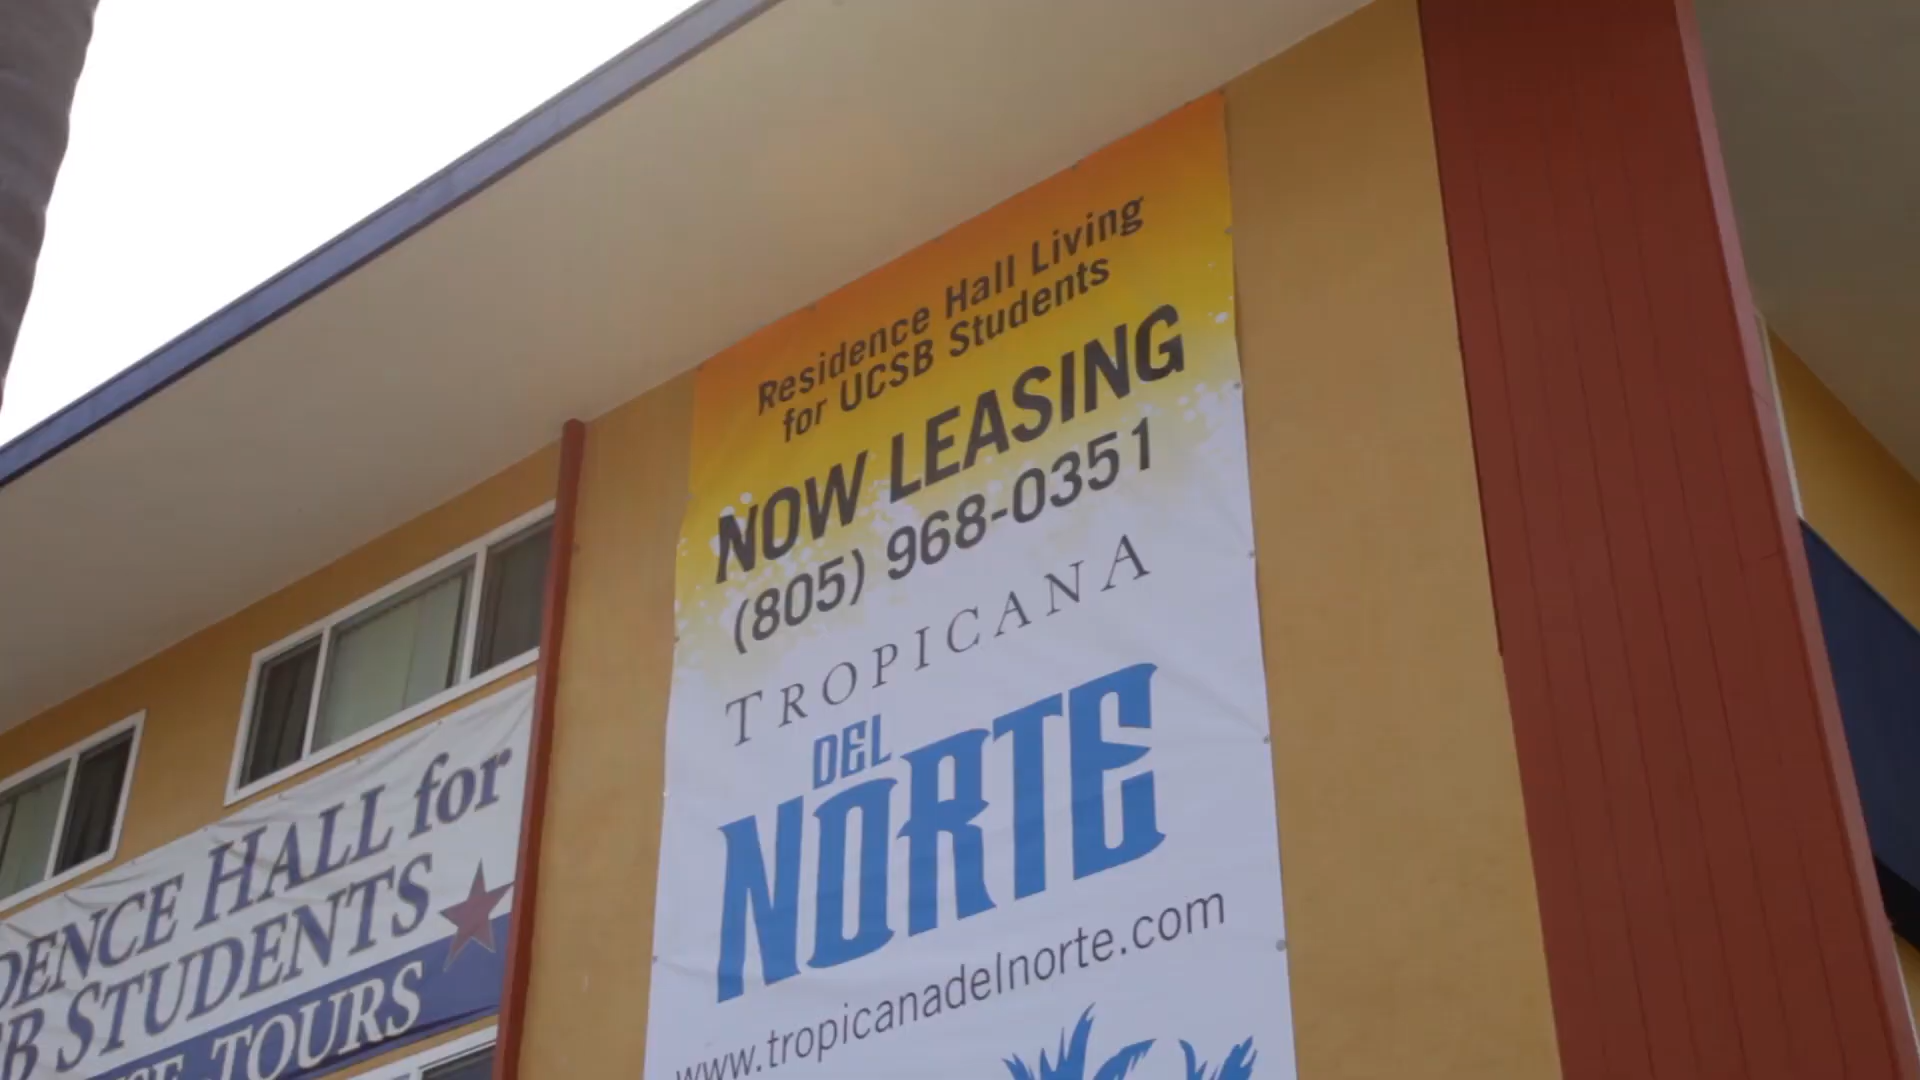 Residence Hall Living
for UCSB Students
NOW LEASING
(805) 968-0351
TROPICANA
DEL
NORTE
www.tropicanadelnorte.com
HALL for
STUDENTS
TOURS